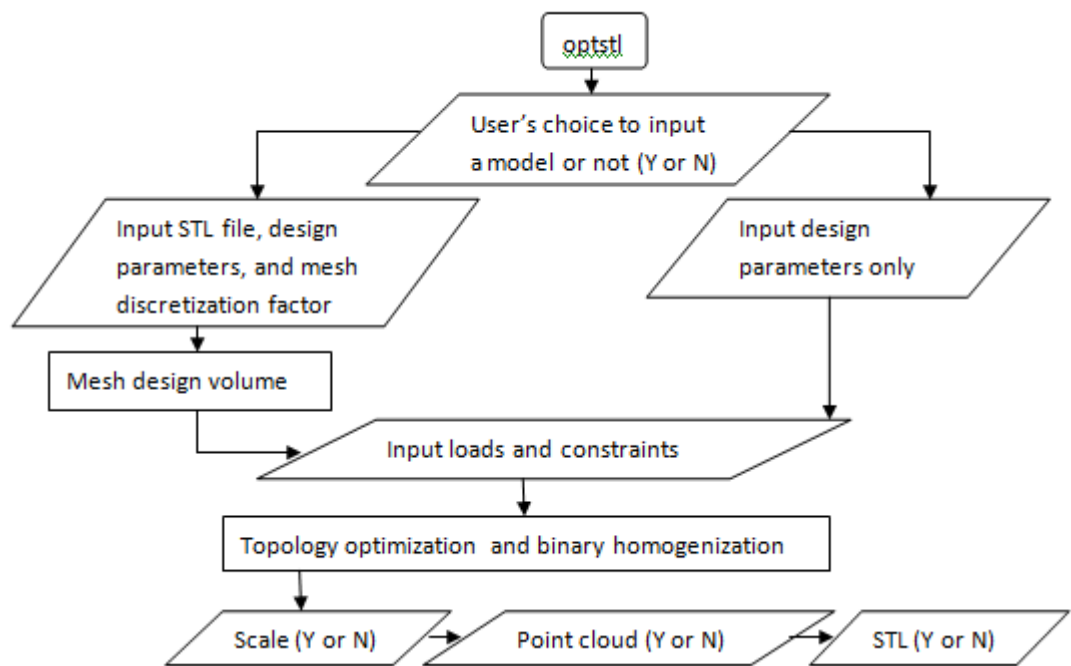 optstl
User's choice to input
a model or not (Y or N)
Input STL file, design
parameters, and mesh
discretization factor
Input design
parameters only
Mesh design volume
Input loads and constraints
Topology optimization and binary homogenization
Scale (Y or N)
Point cloud (Y or N)
STL (Y or N)